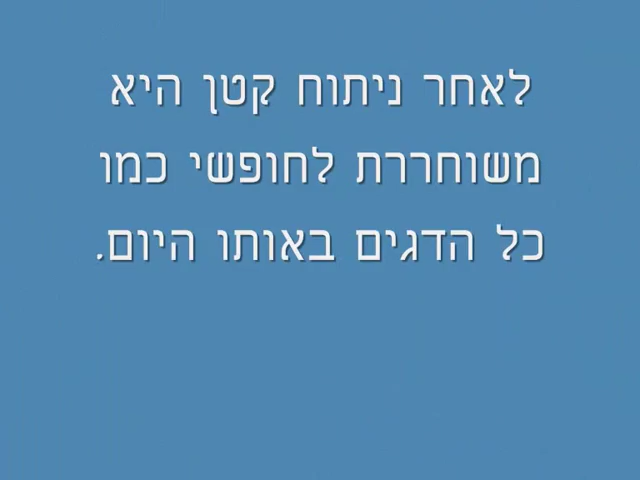 לאחר ניתוח קטן היא
משוחררת לחופשי כמו
כל הדגים באותו היום.